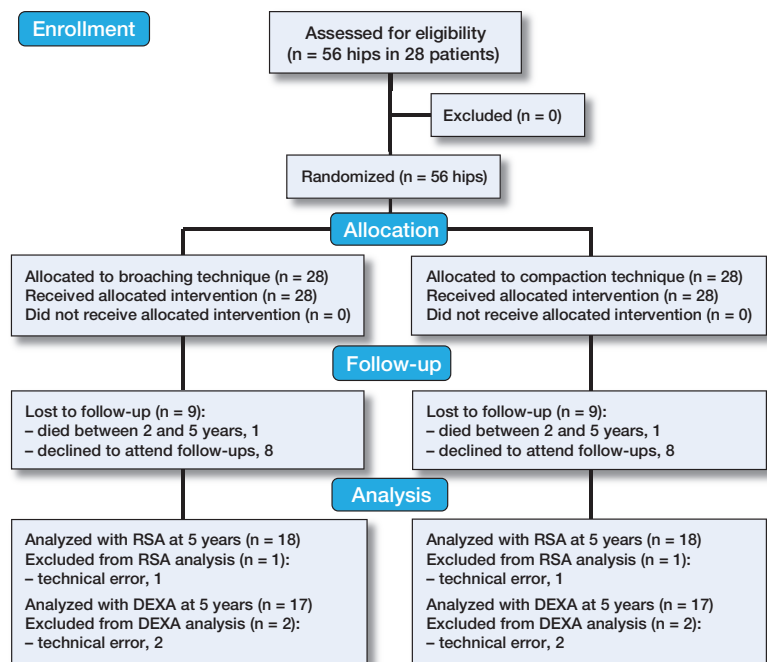 Enrollment
Assessed for eligibility
(n = 56 hips in 28 patients)
Excluded (n = 0)
Randomized (n = 56 hips)
Allocation
Allocated to broaching technique (n = 28)
Received allocated intervention (n = 28)
Did not receive allocated intervention (n = 0)
Allocated to compaction technique (n = 28)
Received allocated intervention (n = 28)
Did not receive allocated intervention (n = 0)
Follow-up
Lost to follow-up (n = 9):
– died between 2 and 5 years, 1
– declined to attend follow-ups, 8
Lost to follow-up (n = 9):
– died between 2 and 5 years, 1
– declined to attend follow-ups, 8
Analysis
Analyzed with RSA at 5 years (n = 18)
Excluded from RSA analysis (n = 1):
– technical error, 1
Analyzed with DEXA at 5 years (n = 17)
Excluded from DEXA analysis (n = 2):
– technical error, 2
Analyzed with RSA at 5 years (n = 18)
Excluded from RSA analysis (n = 1):
– technical error, 1
Analyzed with DEXA at 5 years (n = 17)
Excluded from DEXA analysis (n = 2):
– technical error, 2